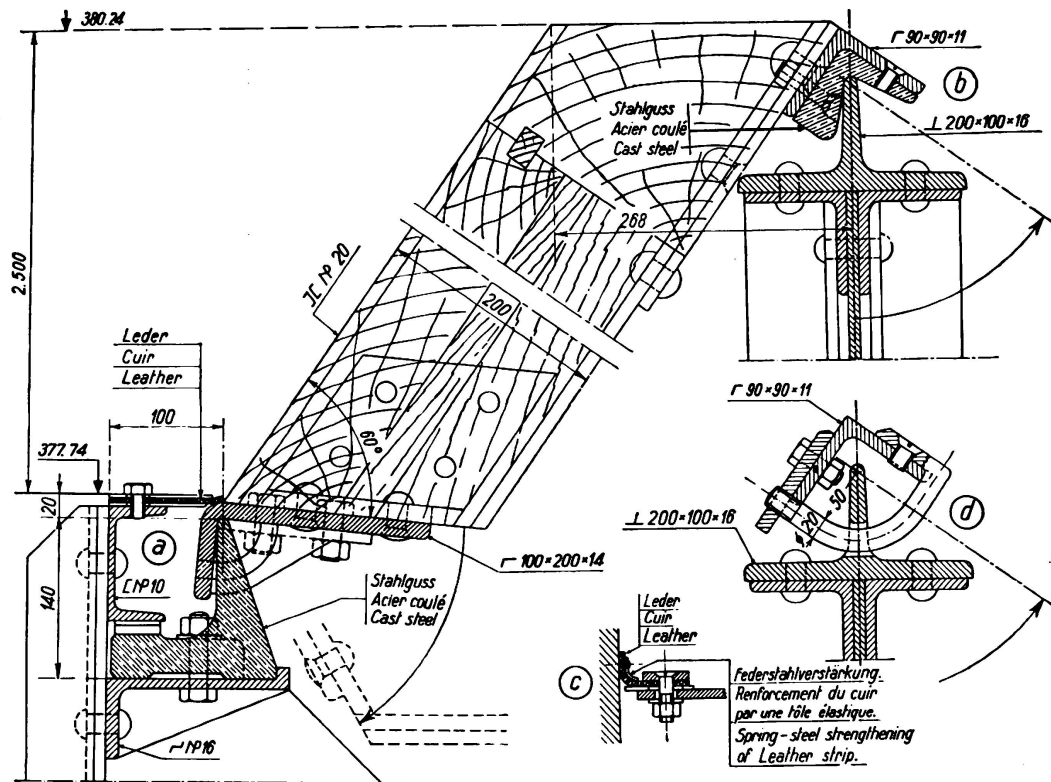 380.24
Γ 90×90×11
b
Stahlguss
Acier coulé
Cast steel
⊥ 200×100×16
268
2.500
ƆC № 20
200
Leder
Cuir
Leather
100
60°
377.74
Γ 90×90×11
20
a
50
20
d
⊥ 200×100×16
Γ 100×200×14
C № 10
140
Stahlguss
Acier coulé
Cast steel
Leder
Cuir
Leather
c
Federstahlverstärkung.
Renforcement du cuir
par une tôle élastique.
Spring-steel strengthening
of Leather strip.
№ 16